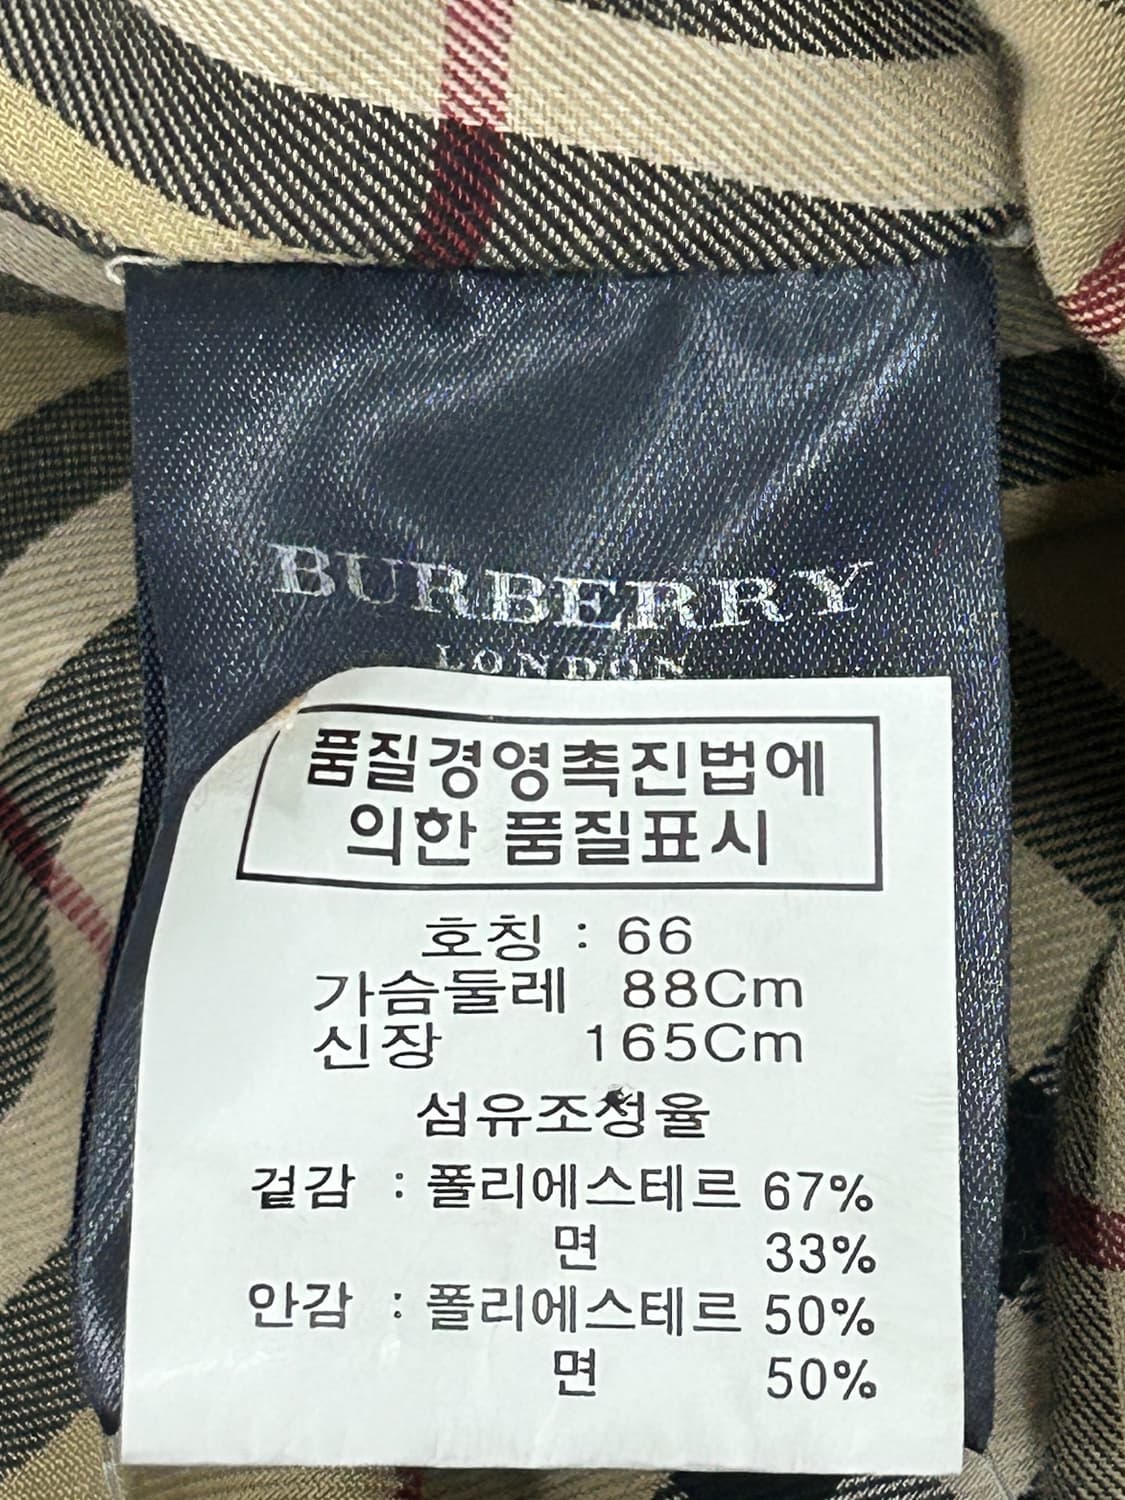 BURBERRY
LONDON
품질경영촉진법에
의한 품질표시
호칭 : 66
가슴둘레 88Cm
신장 165Cm
섬유조성율
겉감 : 폴리에스테르 67%
면 33%
안감 : 폴리에스테르 50%
면 50%